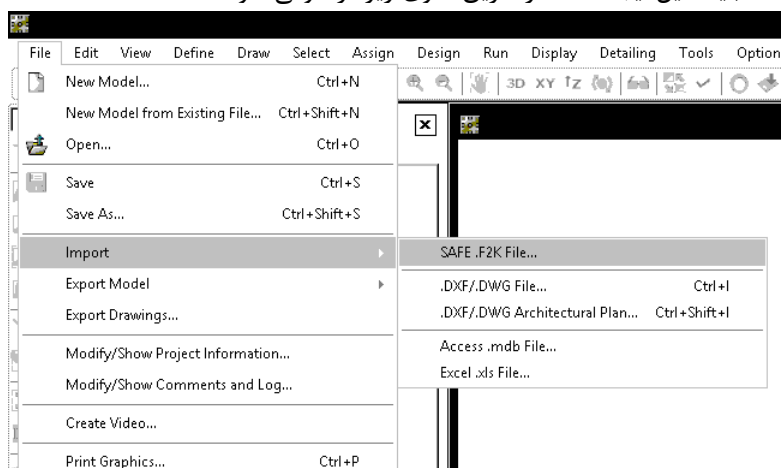 File Edit View Define Draw Select Assign Design Run Display Detailing Tools Option
New Model... Ctrl+N
3D XY
New Model from Existing File... Ctrl+Shift+N
Open... Ctrl+O
Save Ctrl+S
Save As... Ctrl+Shift+S
Import
SAFE .F2K File...
Export Model
.DXF/.DWG File... Ctrl+I
Export Drawings...
.DXF/.DWG Architectural Plan... Ctrl+Shift+I
Access .mdb File...
Modify/Show Project Information...
Excel .xls File...
Modify/Show Comments and Log...
Create Video...
Print Graphics... Ctrl+P